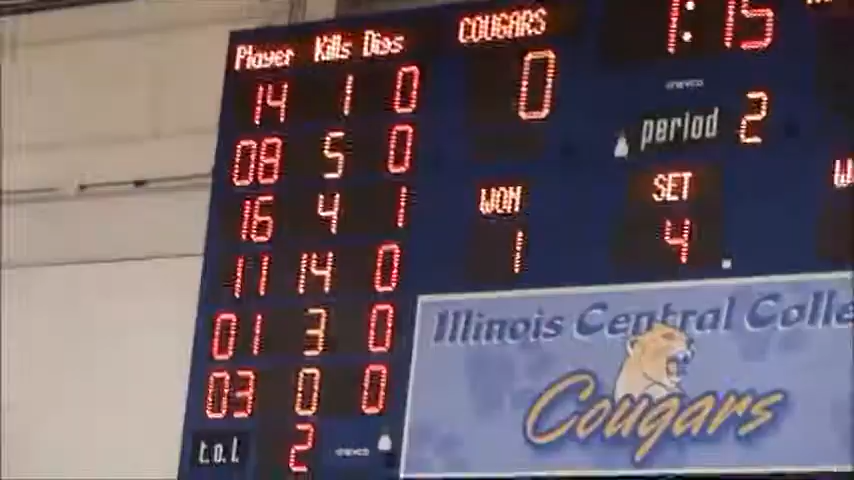 Player Kills Digs
14 1 0
08 5 0
16 4 1
11 14 0
01 3 0
03 0 0
t.o.l. 2
COUGARS
0
1:15
period 2
WON
1
SET
4
Illinois Central Colle
Cougars